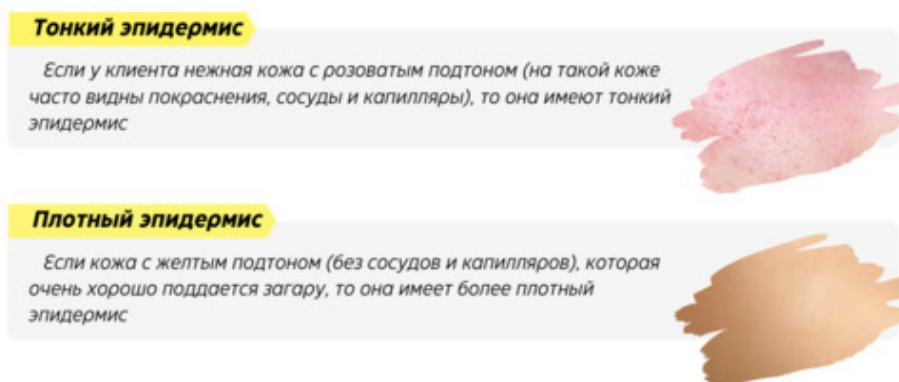 Тонкий эпидермис
Если у клиента нежная кожа с розоватым подтоном (на такой коже
часто видны покраснения, сосуды и капилляры), то она имеют тонкий
эпидермис
Плотный эпидермис
Если кожа с желтым подтоном (без сосудов и капилляров), которая
очень хорошо поддается загару, то она имеет более плотный
эпидермис